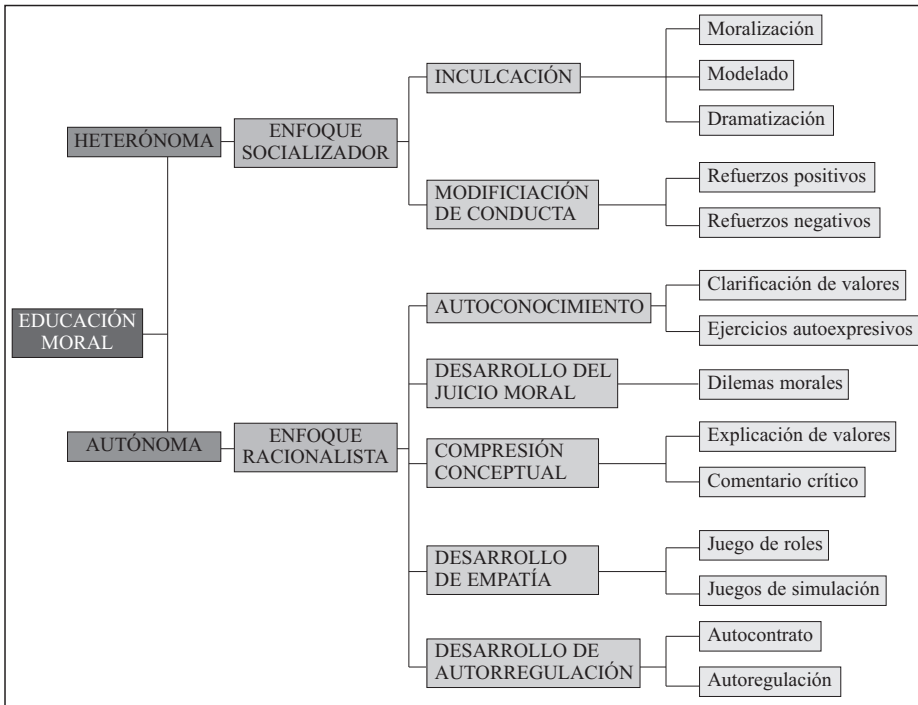 Moralización
INCULCACIÓN
Modelado
Dramatización
HETERÓNOMA
ENFOQUE
SOCIALIZADOR
MODIFICIACIÓN
DE CONDUCTA
Refuerzos positivos
Refuerzos negativos
EDUCACIÓN
MORAL
AUTÓNOMA
ENFOQUE
RACIONALISTA
AUTOCONOCIMIENTO
Clarificación de valores
Ejercicios autoexpresivos
DESARROLLO DEL
JUICIO MORAL
Dilemas morales
COMPRESIÓN
CONCEPTUAL
Explicación de valores
Comentario crítico
DESARROLLO
DE EMPATÍA
Juego de roles
Juegos de simulación
DESARROLLO DE
AUTORREGULACIÓN
Autocontrato
Autoregulación